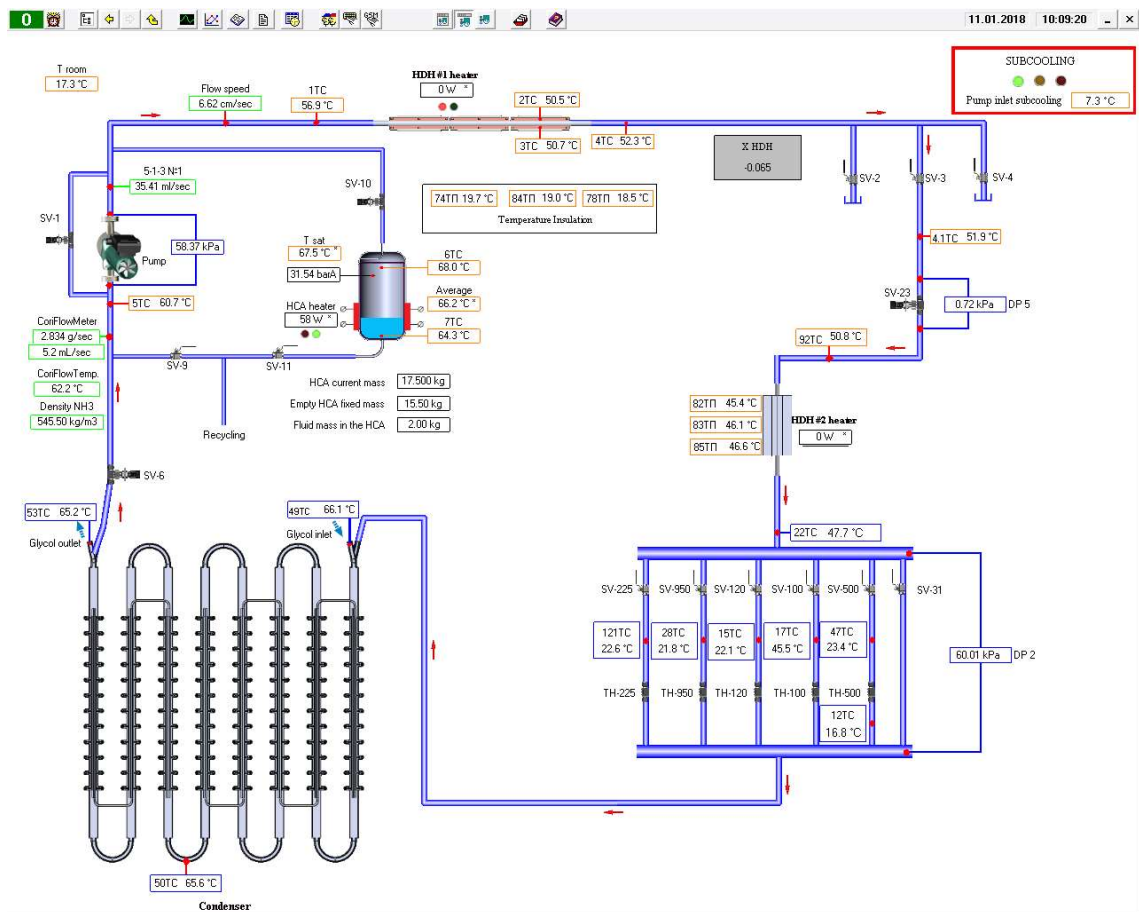 0
GSM
11.01.2018 10:09:20
T room
17.3 °C
Flow speed
6.62 cm/sec
1TC
56.9 °C
HDH #1 heater
0 W
2TC 50.5 °C
3TC 50.7 °C
4TC 52.3 °C
SUBCOOLING
Pump inlet subcooling 7.3 °C
X HDH
-0.065
5-1-3 №1
35.41 ml/sec
SV-1
SV-10
58.37 kPa
Pump
74ТП 19.7 °C
84ТП 19.0 °C
78ТП 18.5 °C
Temperature Insulation
SV-2
SV-3
SV-4
4.1TC 51.9 °C
T sat
67.5 °C
31.54 barA
6TC
68.0 °C
Average
66.2 °C
HCA heater
58 W
7TC
64.3 °C
5TC 60.7 °C
SV-23
0.72 kPa DP 5
CoriFlowMeter
2.834 g/sec
5.2 mL/sec
CoriFlowTemp.
62.2 °C
Density NH3
545.50 kg/m3
SV-9
SV-11
Recycling
HCA current mass 17.500 kg
Empty HCA fixed mass 15.50 kg
Fluid mass in the HCA 2.00 kg
92TC 50.8 °C
82ТП 45.4 °C
83ТП 46.1 °C
85ТП 46.6 °C
HDH #2 heater
0 W
SV-6
53TC 65.2 °C
Glycol outlet
49TC 66.1 °C
Glycol inlet
22TC 47.7 °C
SV-225
SV-950
SV-120
SV-100
SV-500
SV-31
121TC
22.6 °C
28TC
21.8 °C
15TC
22.1 °C
17TC
45.5 °C
47TC
23.4 °C
60.01 kPa DP 2
TH-225
TH-950
TH-120
TH-100
TH-500
12TC
16.8 °C
50TC 65.6 °C
Condenser